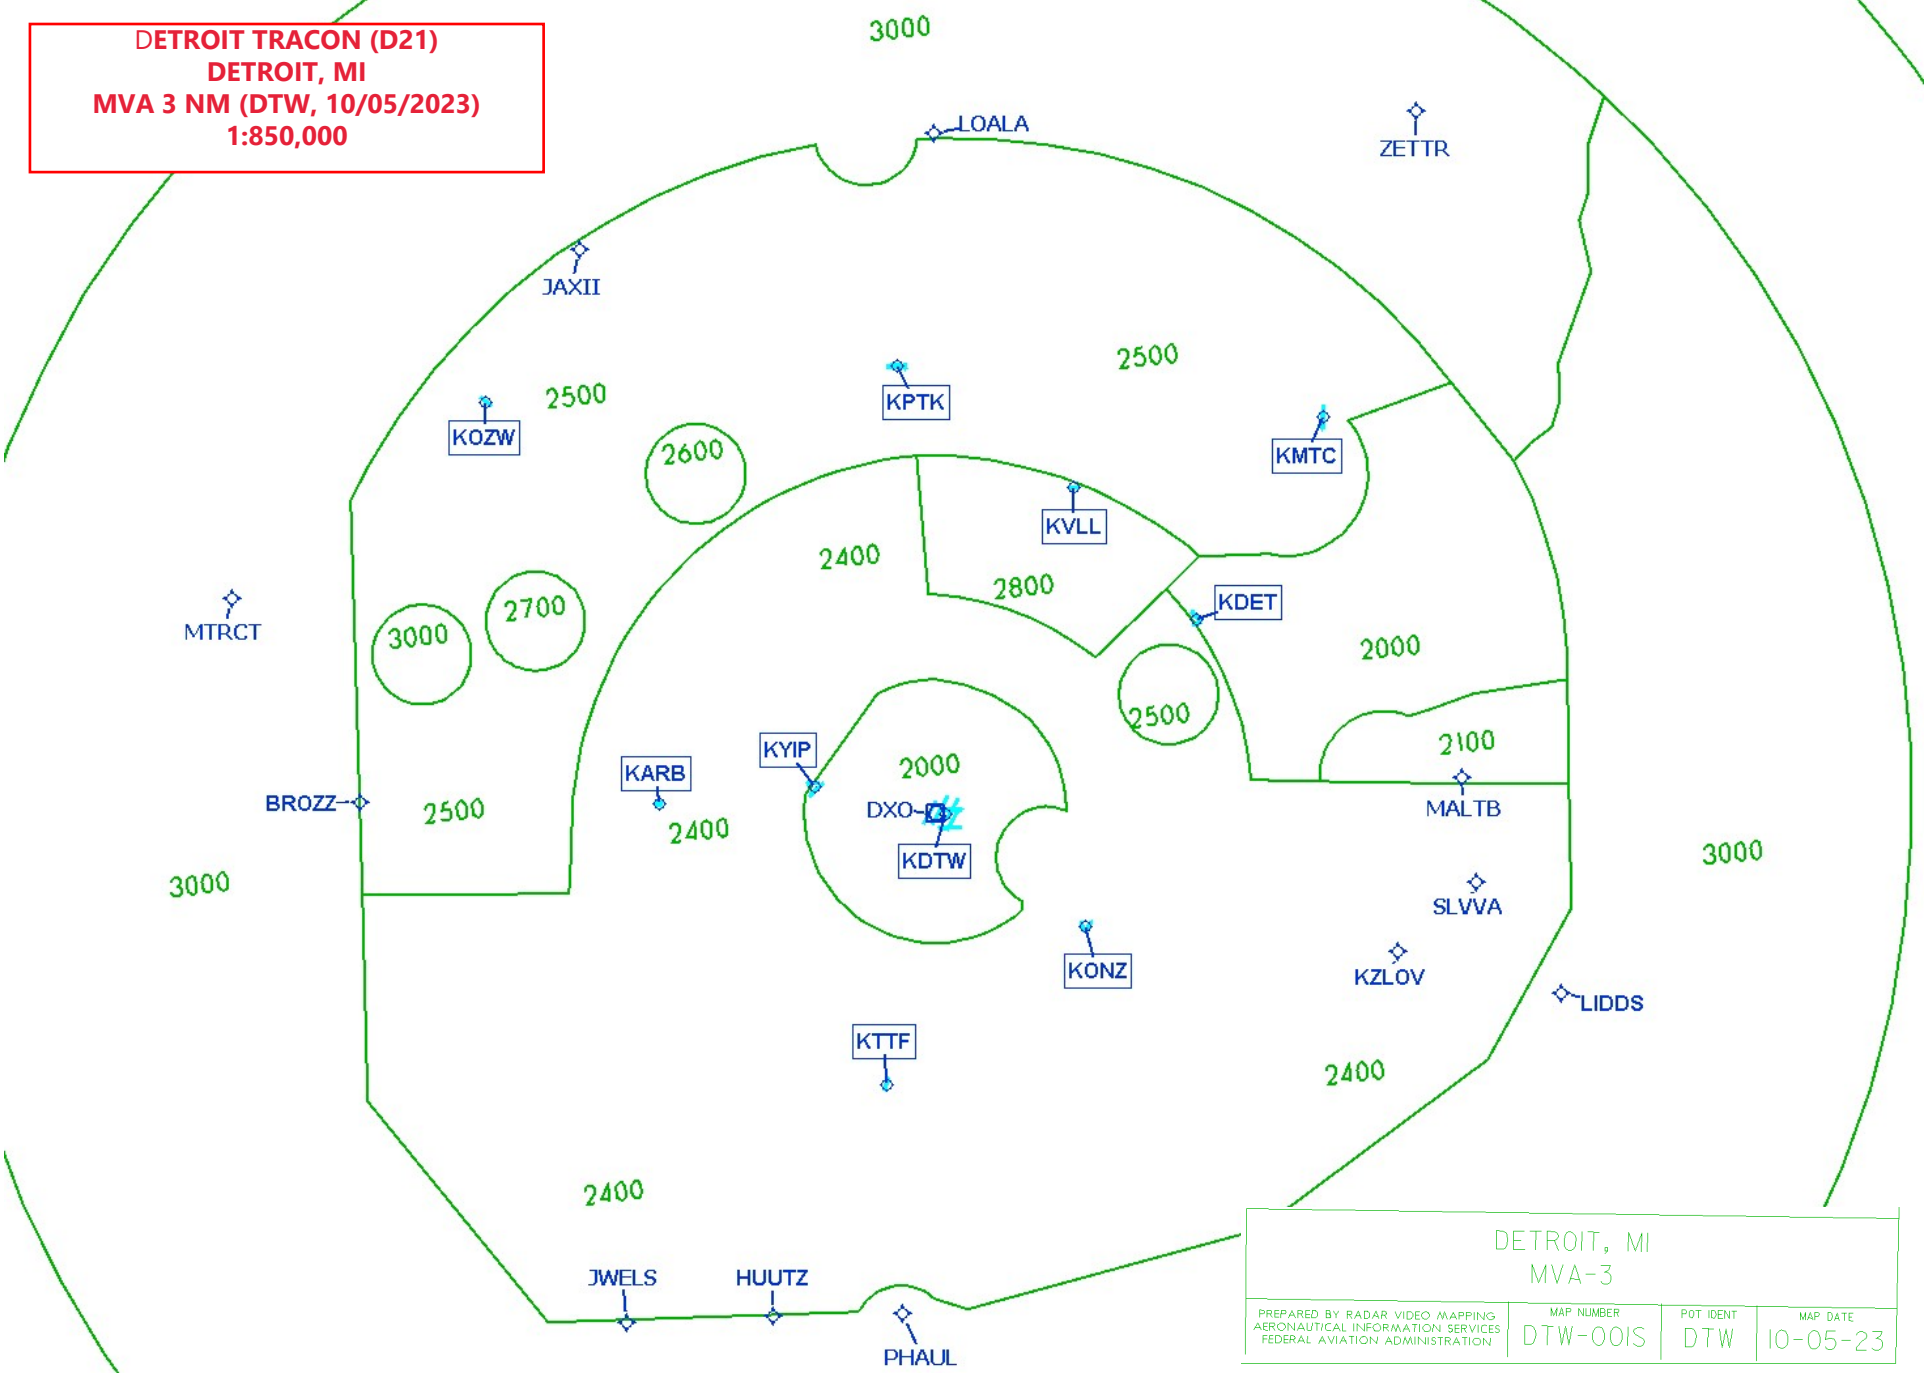 DETROIT TRACON (D21)
DETROIT, MI
MVA 3 NM (DTW, 10/05/2023)
1:850,000
3000
LOALA
ZETTR
JAXII
2500
2500
KPTK
KOZW
2600
KMTC
KVLL
2400
2800
KDET
2700
MTRCT
3000
2000
2500
2100
KYIP
KARB
2000
BROZZ
2500
DXO
2400
MALTB
KDTW
3000
3000
SLVVA
KONZ
KZLOV
LIDDS
KTTF
2400
2400
JWELS
HUUTZ
PHAUL
DETROIT, MI
MVA-3
PREPARED BY RADAR VIDEO MAPPING
AERONAUTICAL INFORMATION SERVICES
FEDERAL AVIATION ADMINISTRATION
MAP NUMBER
DTW-001S
POT IDENT
DTW
MAP DATE
10-05-23